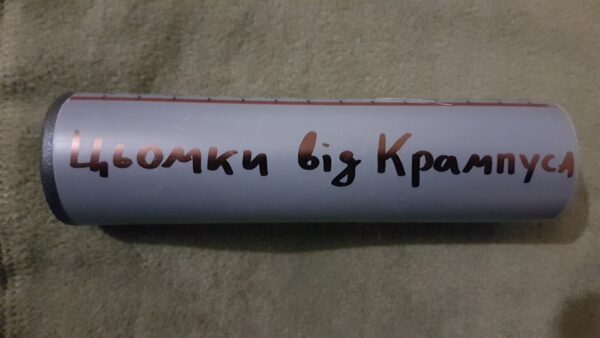 Цьомки від Крампуса